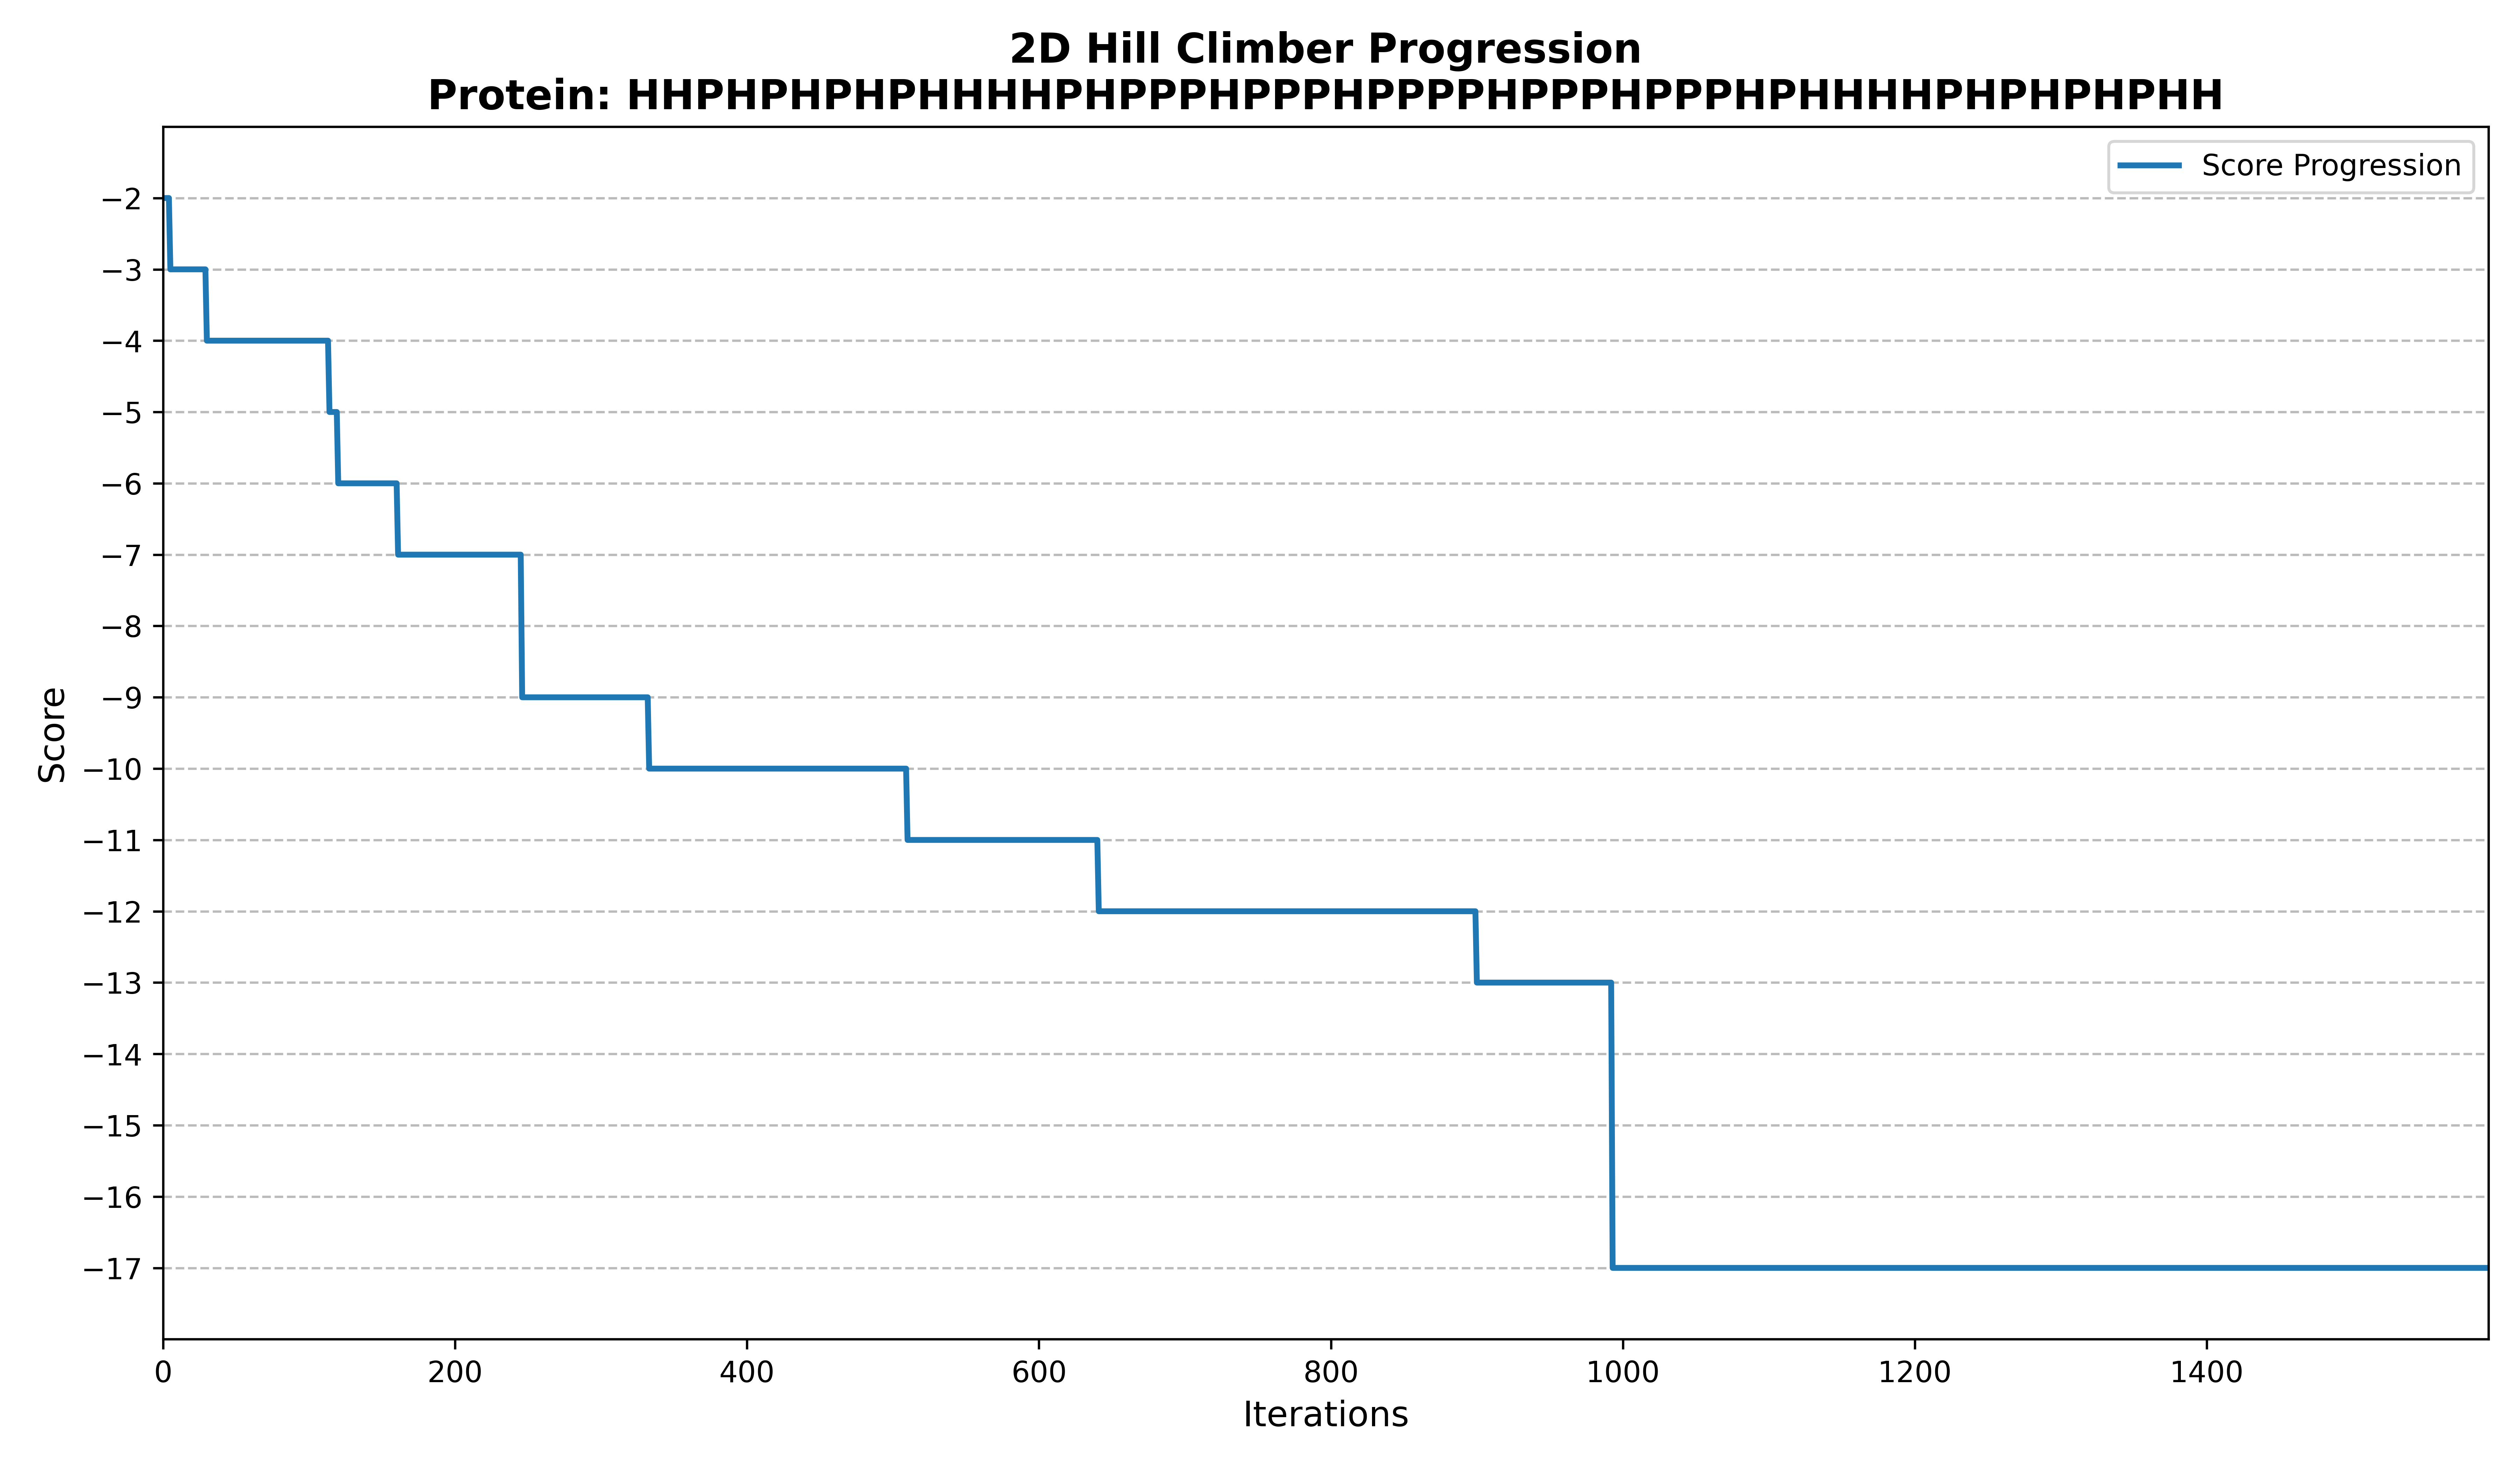 2D Hill Climber Progression
Protein: HHPHPHPHPHHHHPHPPPHPPPHPPPPHPPPHPPPHPHHHHPHPHPHPHH
Score Progression
−2
−3
−4
−5
−6
−7
−8
−9
−10
−11
−12
−13
−14
−15
−16
−17
Score
0 200 400 600 800 1000 1200 1400
Iterations